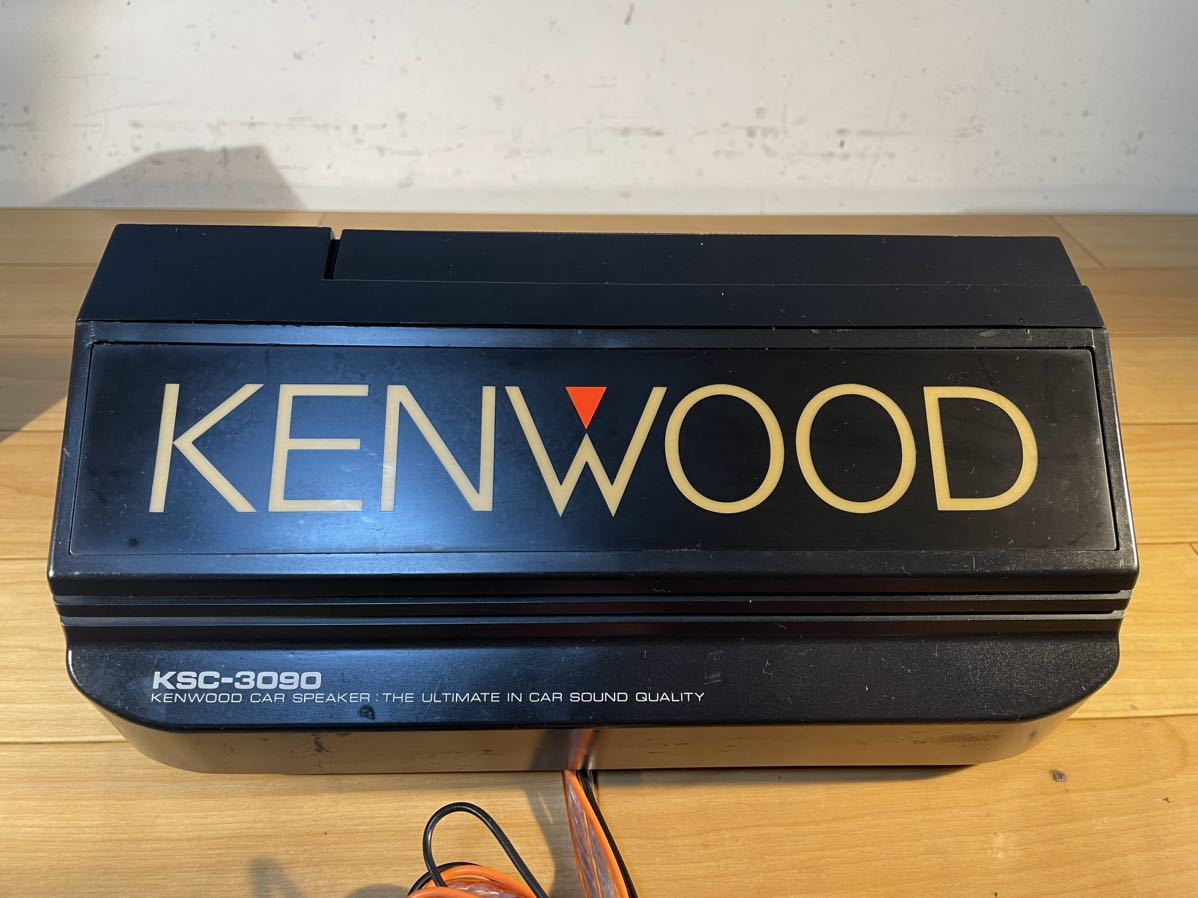 KENWOOD
KSC-3090
KENWOOD CAR SPEAKER : THE ULTIMATE IN CAR SOUND QUALITY